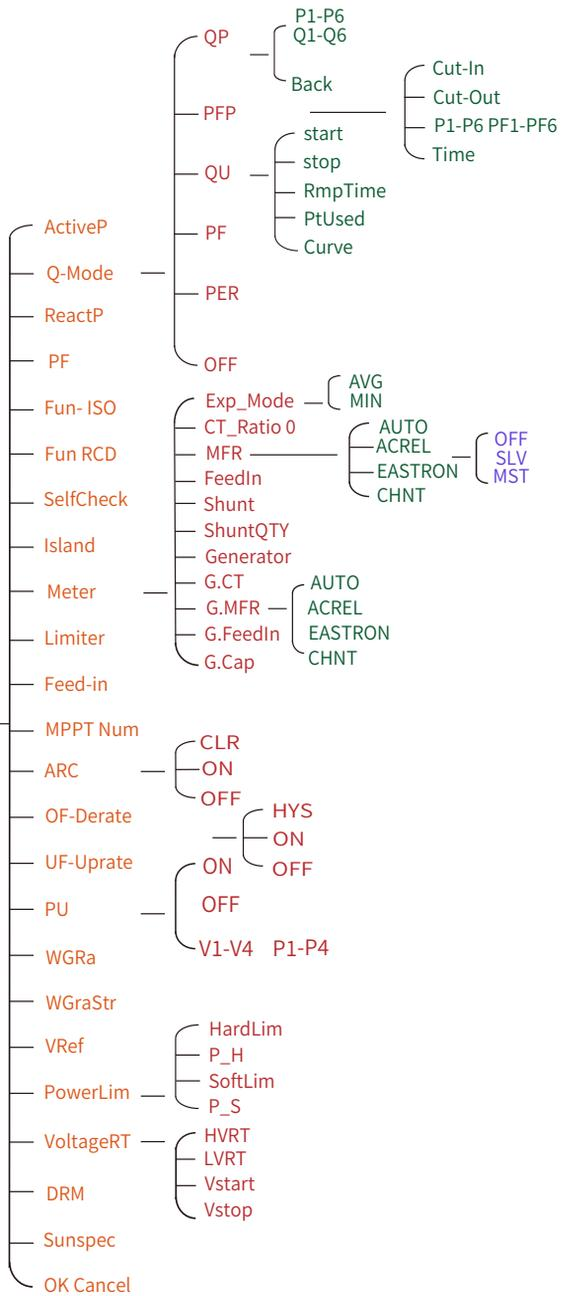 ActiveP
Q-Mode
ReactP
PF
Fun- ISO
Fun RCD
SelfCheck
Island
Meter
Limiter
Feed-in
MPPT Num
ARC
OF-Derate
UF-Uprate
PU
WGRa
WGraStr
VRef
PowerLim
VoltageRT
DRM
Sunspec
OK Cancel
QP
PFP
QU
PF
PER
OFF
P1-P6
Q1-Q6
Back
Cut-In
Cut-Out
P1-P6 PF1-PF6
Time
start
stop
RmpTime
PtUsed
Curve
Exp_Mode
CT_Ratio 0
MFR
FeedIn
Shunt
ShuntQTY
Generator
G.CT
G.MFR
G.FeedIn
G.Cap
AVG
MIN
AUTO
ACREL
EASTRON
CHNT
OFF
SLV
MST
AUTO
ACREL
EASTRON
CHNT
CLR
ON
OFF
HYS
ON
OFF
ON
OFF
V1-V4 P1-P4
HardLim
P_H
SoftLim
P_S
HVRT
LVRT
Vstart
Vstop